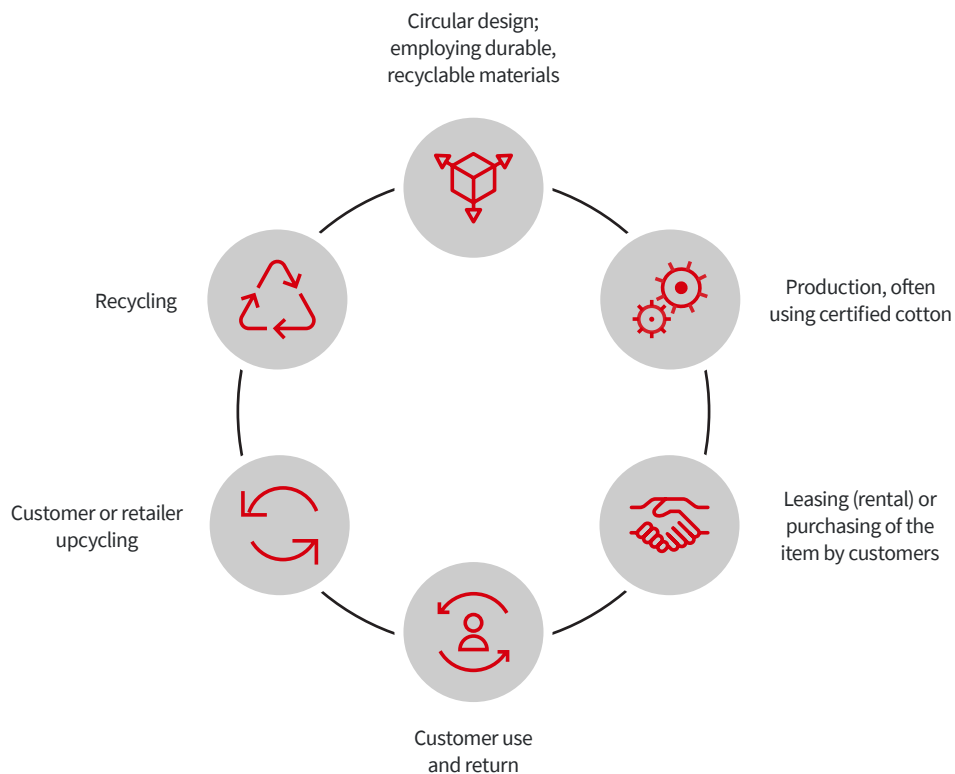 Circular design;
employing durable,
recyclable materials
Production, often
using certified cotton
Leasing (rental) or
purchasing of the
item by customers
Customer use
and return
Customer or retailer
upcycling
Recycling